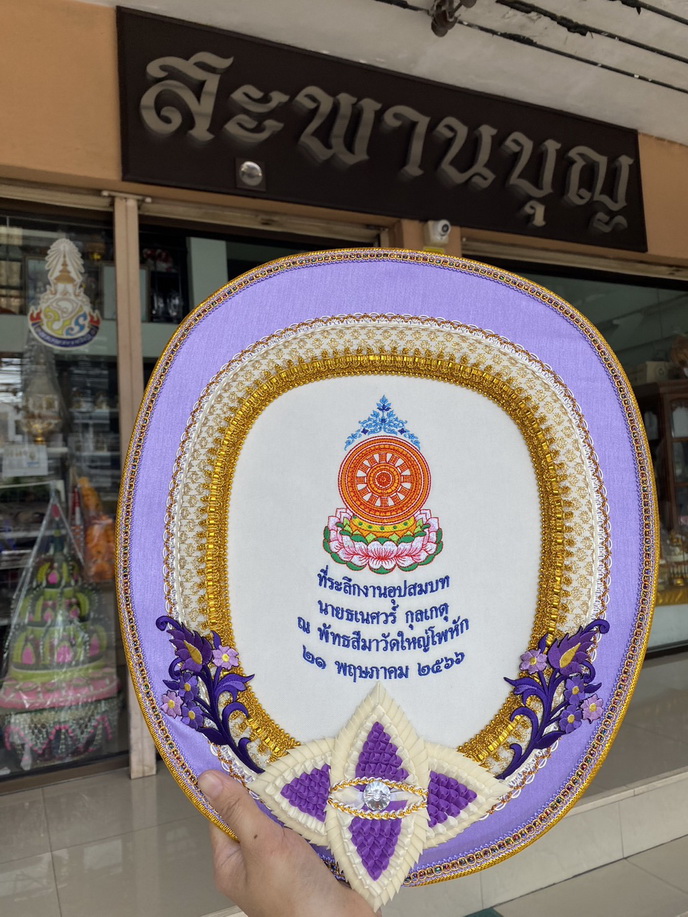 สะพานบุญ
ที่ระลึกงานอุปสมบท
นายธเนศวร์ กุลเกตุ
ณ พัทธสีมาวัดใหญ่โพหัก
๒๑ พฤษภาคม ๒๕๖๖